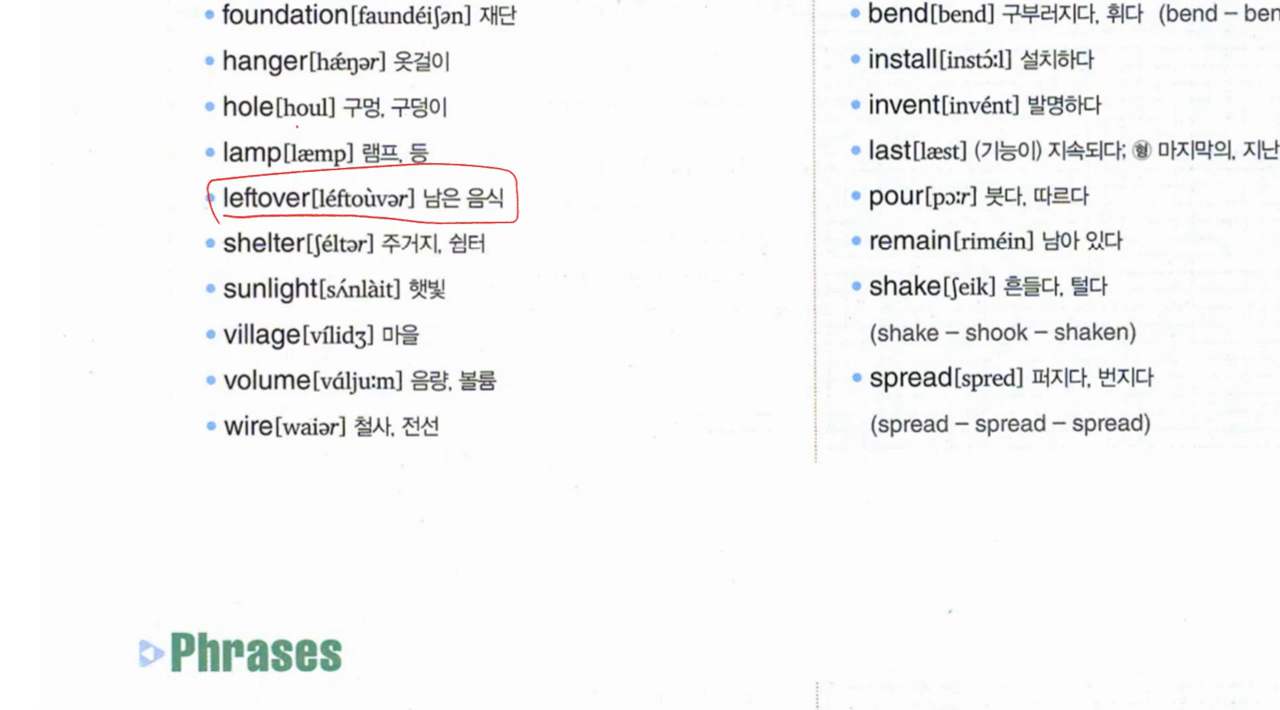 foundation[faundéiʃən] 재단
hanger[hǽŋər] 옷걸이
hole[houl] 구멍, 구덩이
lamp[læmp] 램프, 등
leftover[léftoùvər] 남은 음식
shelter[ʃéltər] 주거지, 쉼터
sunlight[sʌ́nlàit] 햇빛
village[vílidʒ] 마을
volume[válju:m] 음량, 볼륨
wire[waiər] 철사, 전선
bend[bend] 구부러지다, 휘다 (bend – ben
install[instɔ́:l] 설치하다
invent[invént] 발명하다
last[læst] (기능이) 지속되다; 형 마지막의, 지난
pour[pɔ:r] 붓다, 따르다
remain[riméin] 남아 있다
shake[ʃeik] 흔들다, 털다
(shake – shook – shaken)
spread[spred] 퍼지다, 번지다
(spread – spread – spread)
Phrases